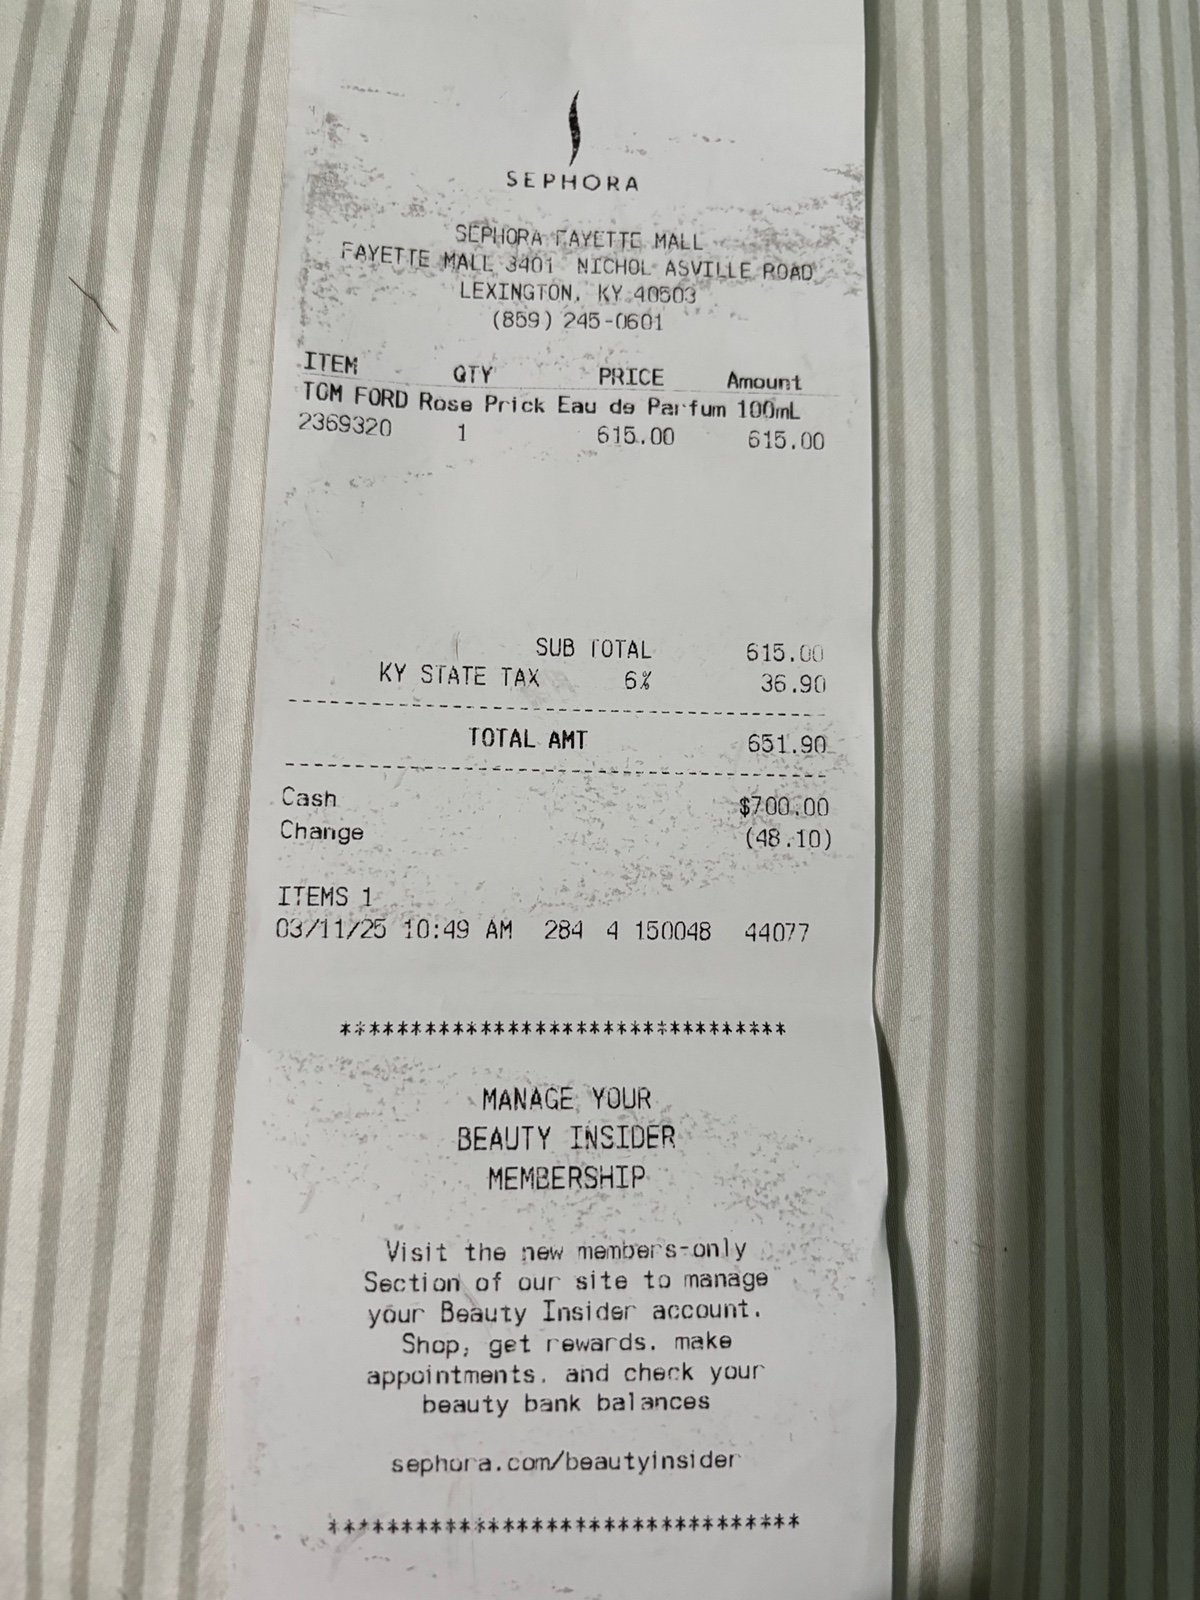 SEPHORA
SEPHORA FAYETTE MALL
FAYETTE MALL 3401 NICHOL ASVILLE ROAD
LEXINGTON, KY 40503
(859) 245-0601
ITEM QTY PRICE Amount
TOM FORD Rose Prick Eau de Parfum 100mL
2369320 1 615.00 615.00
SUB TOTAL 615.00
KY STATE TAX 6% 36.90
TOTAL AMT 651.90
Cash $700.00
Change (48.10)
ITEMS 1
03/11/25 10:49 AM 284 4 150048 44077
********************************
MANAGE YOUR
BEAUTY INSIDER
MEMBERSHIP
Visit the new members-only
Section of our site to manage
your Beauty Insider account.
Shop, get rewards. make
appointments. and check your
beauty bank balances
sephora.com/beautyinsider
********************************